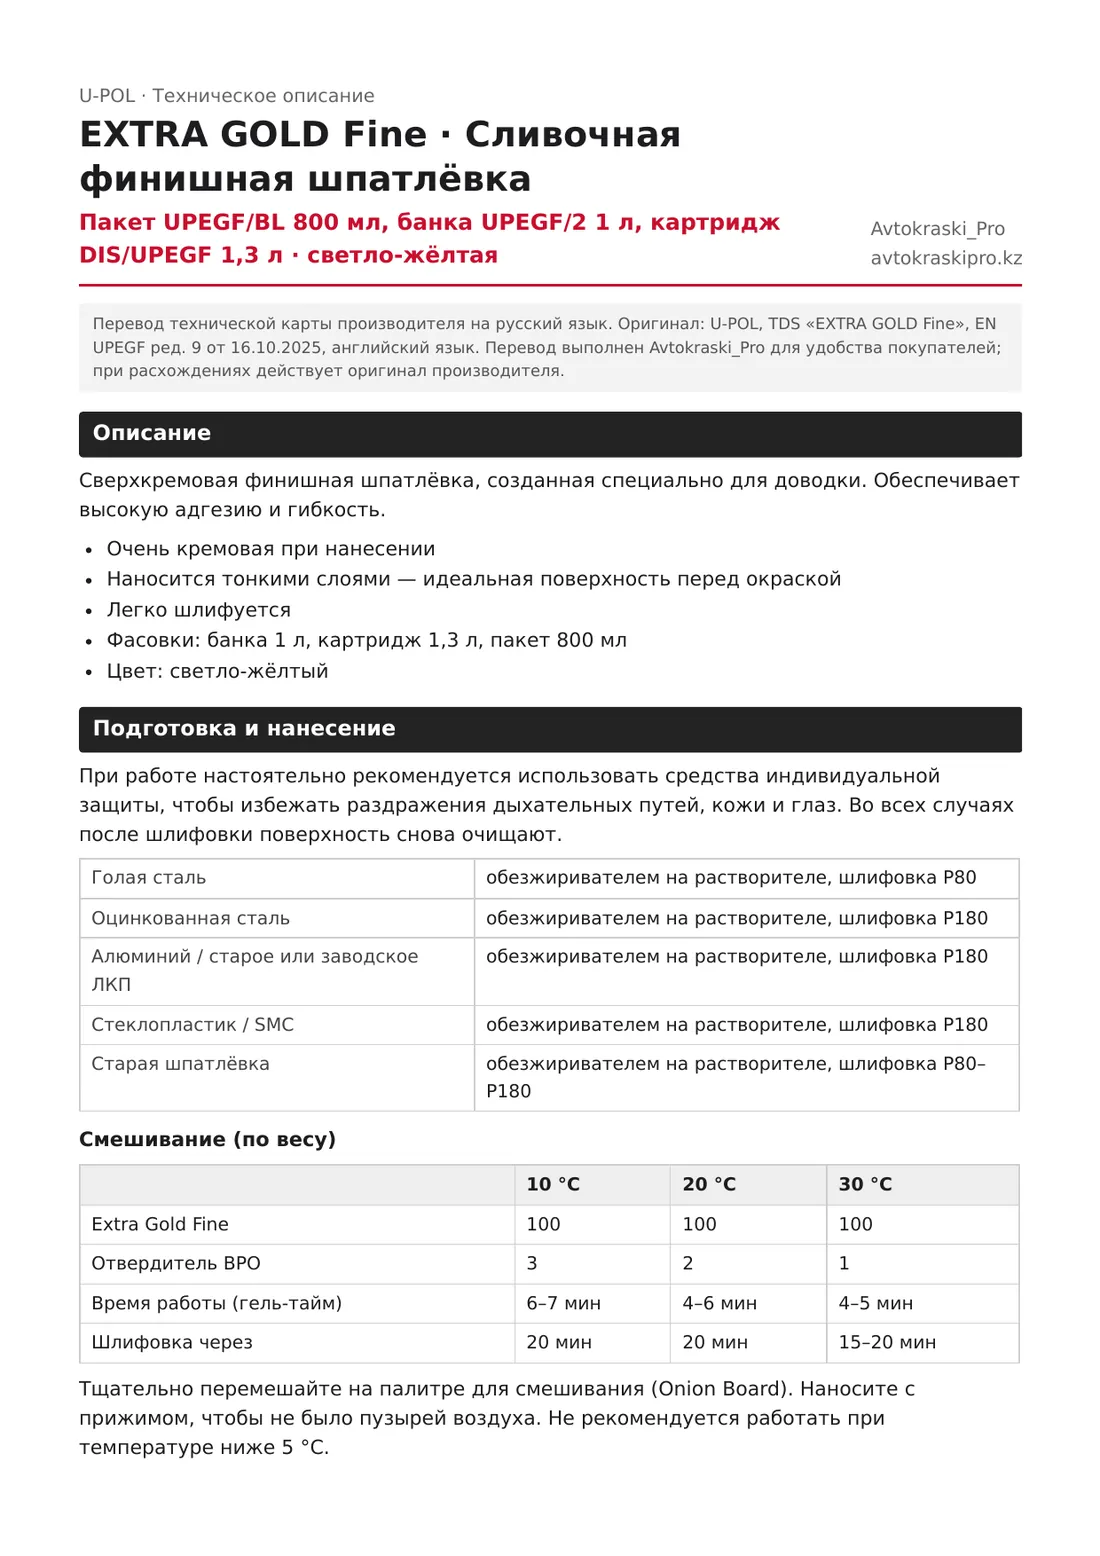 U-POL · Техническое описание
EXTRA GOLD Fine · Сливочная
финишная шпатлёвка
Пакет UPEGF/BL 800 мл, банка UPEGF/2 1 л, картридж
DIS/UPEGF 1,3 л · светло-жёлтая
Avtokraski_Pro
avtokraskipro.kz
Перевод технической карты производителя на русский язык. Оригинал: U-POL, TDS «EXTRA GOLD Fine», EN
UPEGF ред. 9 от 16.10.2025, английский язык. Перевод выполнен Avtokraski_Pro для удобства покупателей;
при расхождениях действует оригинал производителя.
Описание
Сверхкремовая финишная шпатлёвка, созданная специально для доводки. Обеспечивает
высокую адгезию и гибкость.
• Очень кремовая при нанесении
• Наносится тонкими слоями — идеальная поверхность перед окраской
• Легко шлифуется
• Фасовки: банка 1 л, картридж 1,3 л, пакет 800 мл
• Цвет: светло-жёлтый
Подготовка и нанесение
При работе настоятельно рекомендуется использовать средства индивидуальной
защиты, чтобы избежать раздражения дыхательных путей, кожи и глаз. Во всех случаях
после шлифовки поверхность снова очищают.
Голая сталь обезжиривателем на растворителе, шлифовка P80
Оцинкованная сталь обезжиривателем на растворителе, шлифовка P180
Алюминий / старое или заводское обезжиривателем на растворителе, шлифовка P180
ЛКП
Стеклопластик / SMC обезжиривателем на растворителе, шлифовка P180
Старая шпатлёвка обезжиривателем на растворителе, шлифовка P80–
P180
Смешивание (по весу)
10 °C 20 °C 30 °C
Extra Gold Fine 100 100 100
Отвердитель BPO 3 2 1
Время работы (гель-тайм) 6–7 мин 4–6 мин 4–5 мин
Шлифовка через 20 мин 20 мин 15–20 мин
Тщательно перемешайте на палитре для смешивания (Onion Board). Наносите с
прижимом, чтобы не было пузырей воздуха. Не рекомендуется работать при
температуре ниже 5 °C.